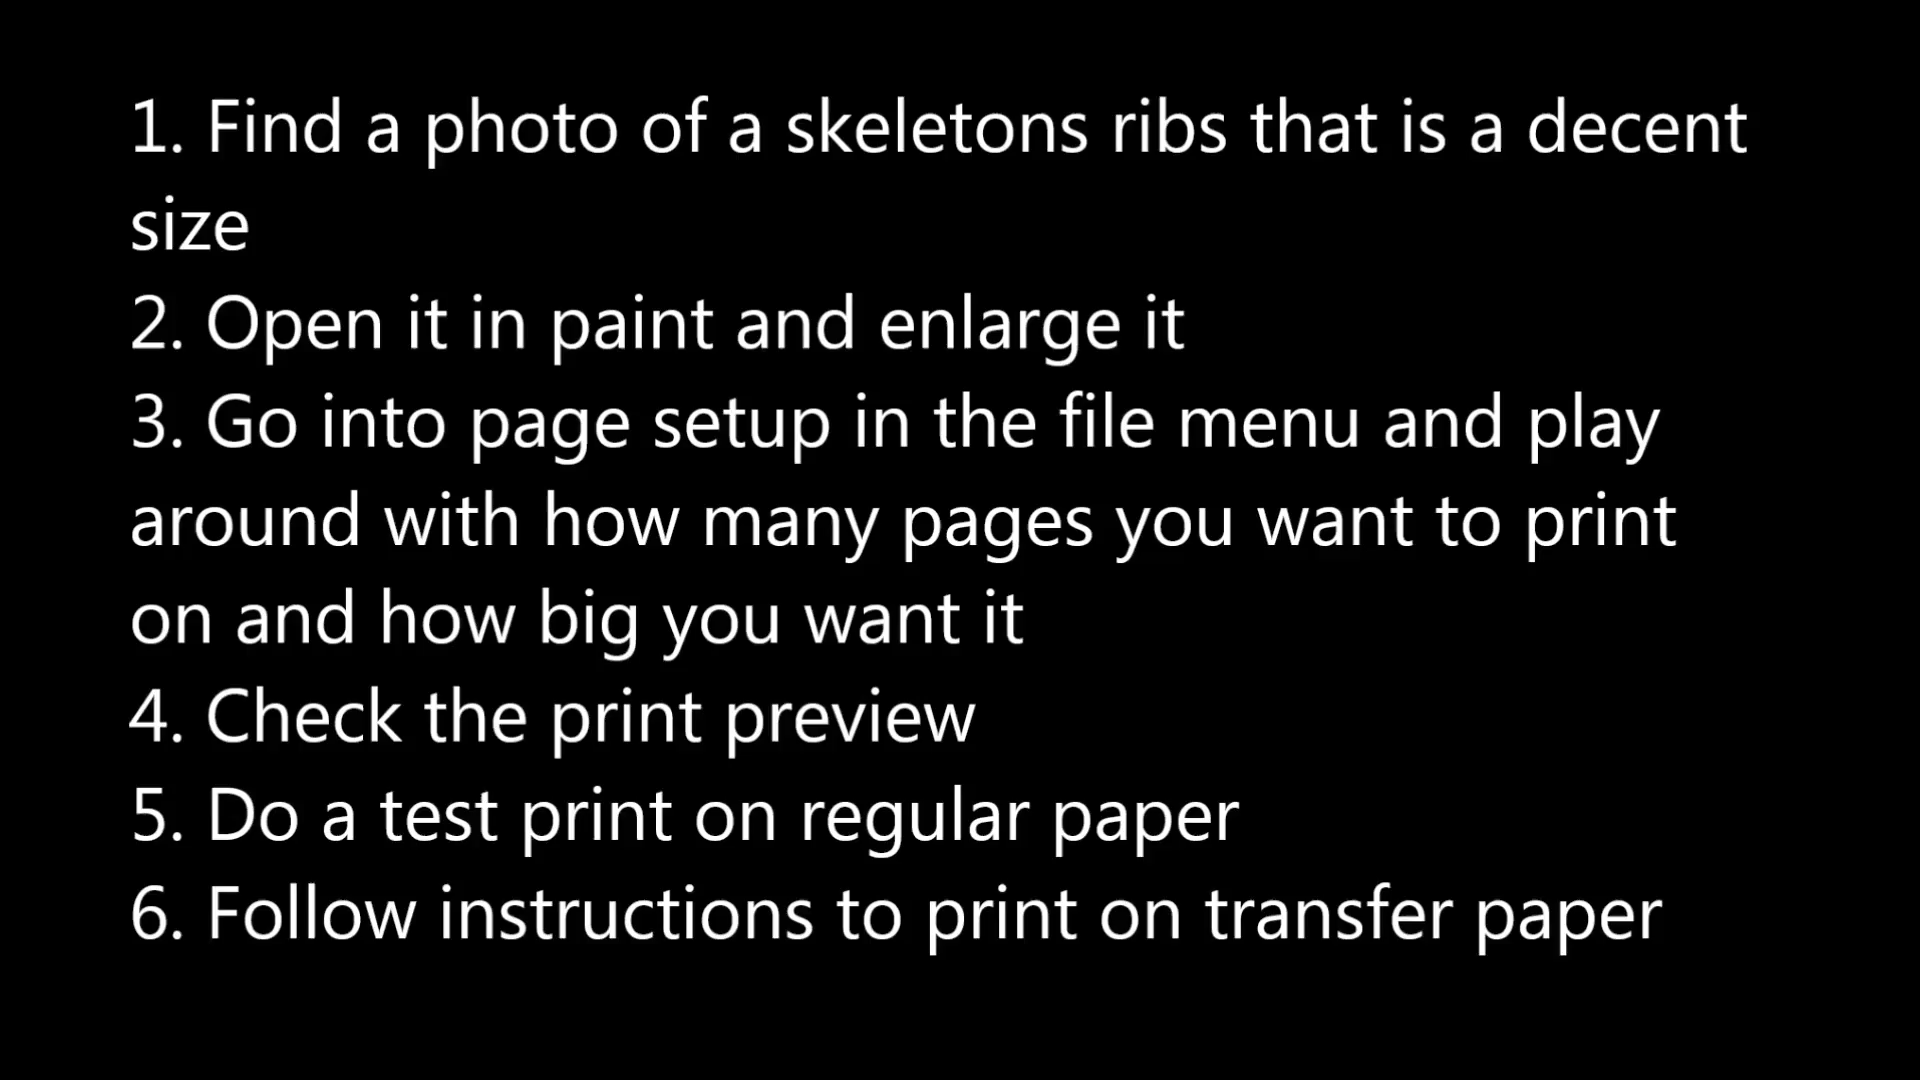 1. Find a photo of a skeletons ribs that is a decent
size
2. Open it in paint and enlarge it
3. Go into page setup in the file menu and play
around with how many pages you want to print
on and how big you want it
4. Check the print preview
5. Do a test print on regular paper
6. Follow instructions to print on transfer paper